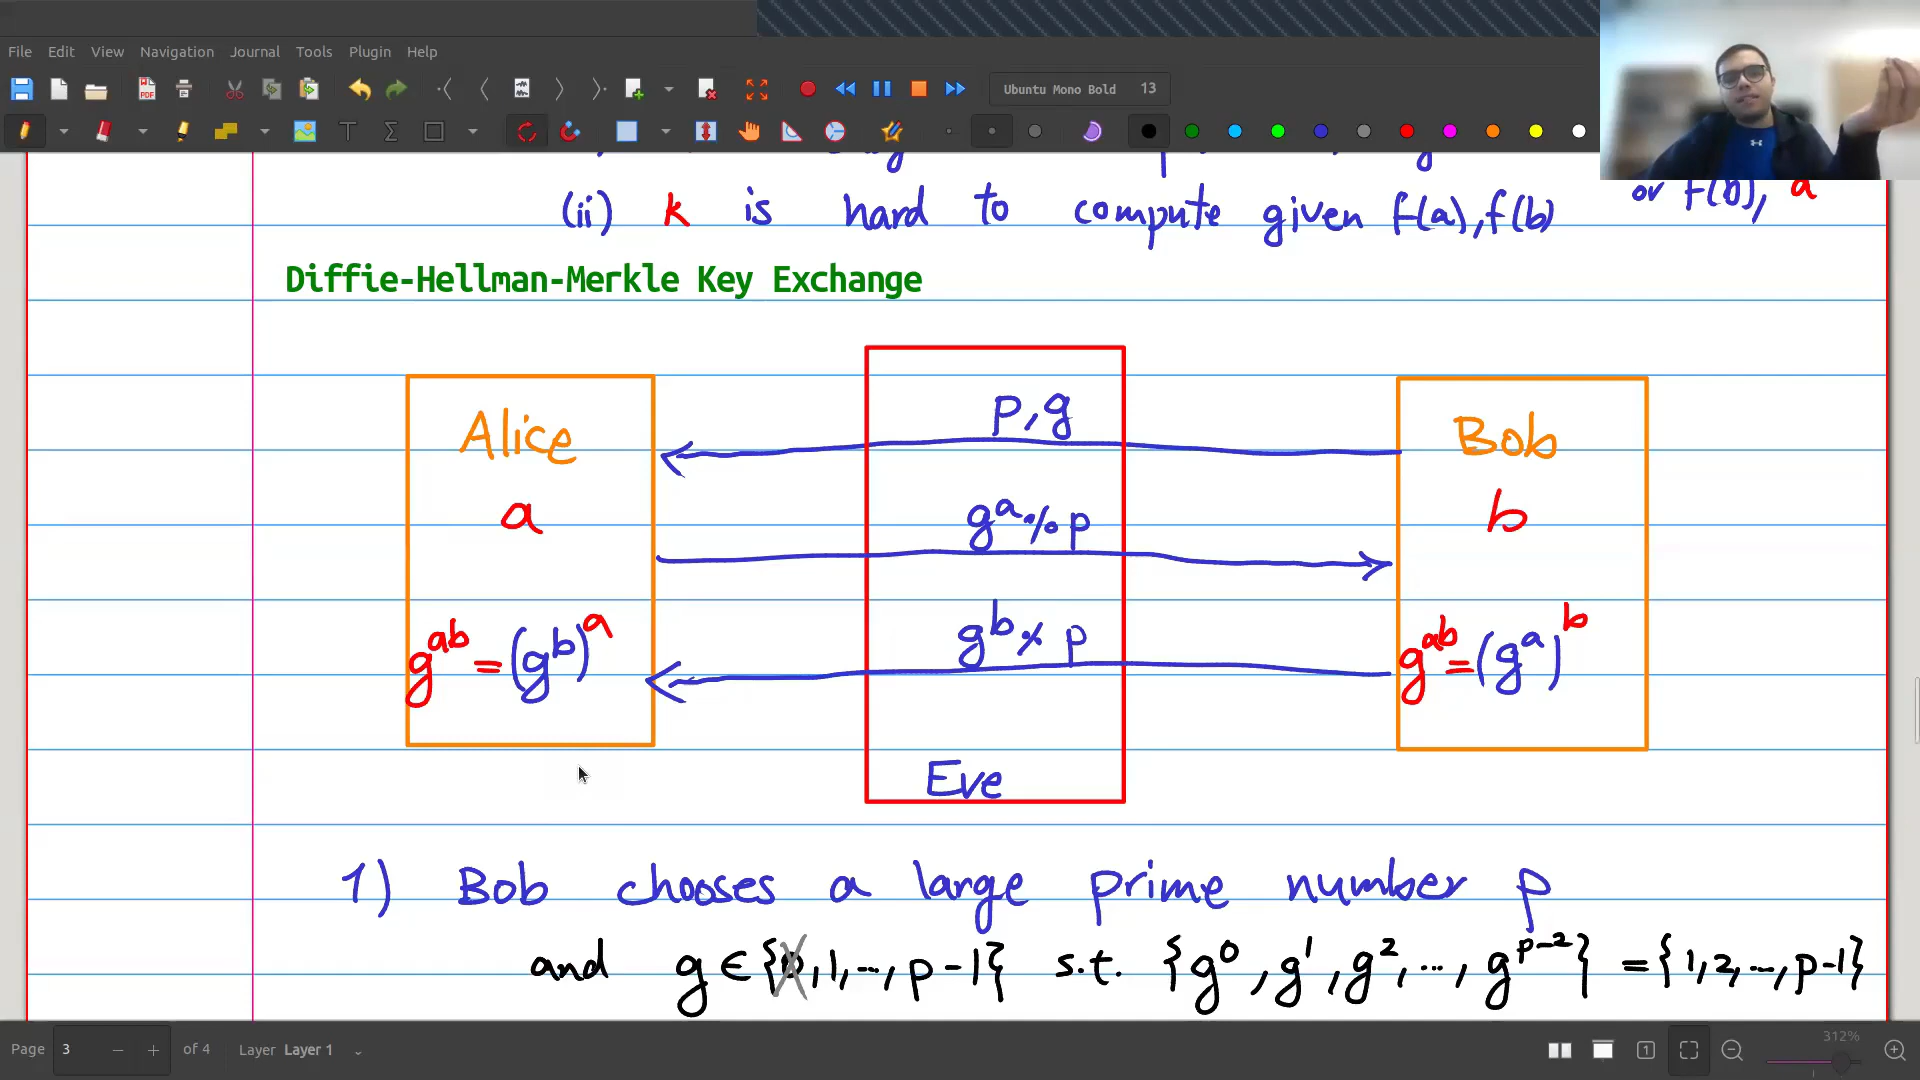 File Edit View Navigation Journal Tools Plugin Help
Ubuntu Mono Bold 13
or f(b), a
(ii) k is hard to compute given f(a), f(b)
Diffie-Hellman-Merkle Key Exchange
p, g
Alice
Bob
a
g^a % p
b
g^b % p
g^ab = (g^b)^a
g^ab = (g^a)^b
Eve
1) Bob chooses a large prime number p
and g ∈ {0, 1, ..., p-1} s.t. {g^0, g^1, g^2, ..., g^p-2} = {1, 2, ..., p-1}
Page 3 of 4 Layer Layer 1
312%